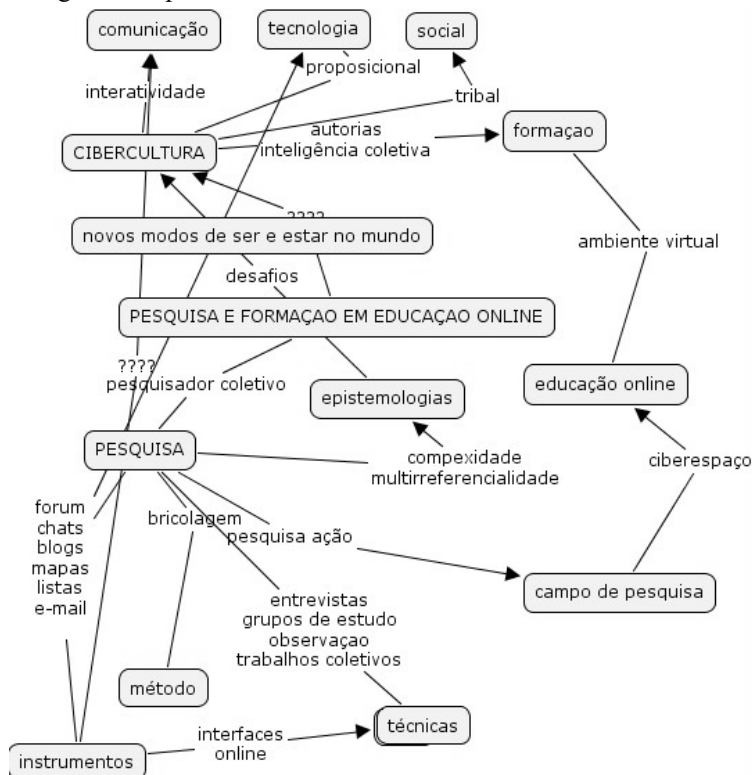 comunicação
tecnologia
social
proposicional
interatividade
tribal
autorias
inteligência coletiva
formaçao
CIBERCULTURA
????
novos modos de ser e estar no mundo
ambiente virtual
desafios
PESQUISA E FORMAÇAO EM EDUCAÇAO ONLINE
????
pesquisador coletivo
epistemologias
educação online
PESQUISA
compexidade
multirreferencialidade
ciberespaço
forum
chats
blogs
mapas
listas
e-mail
bricolagem
pesquisa ação
campo de pesquisa
entrevistas
grupos de estudo
observaçao
trabalhos coletivos
método
técnicas
interfaces
online
instrumentos